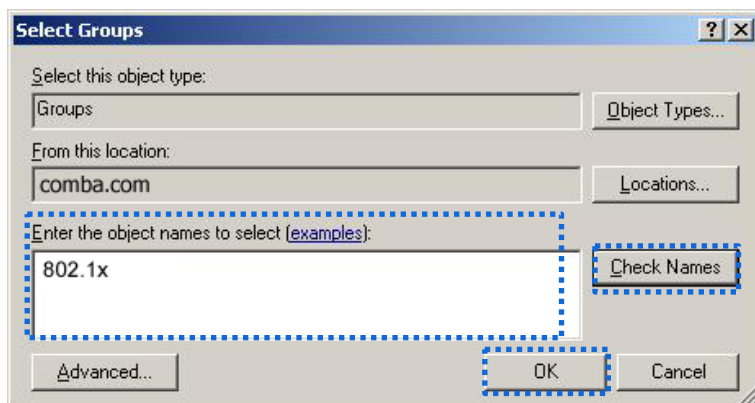 Select Groups
Select this object type:
Groups
Object Types...
From this location:
comba.com
Locations...
Enter the object names to select (examples):
802.1x
Check Names
Advanced...
OK
Cancel